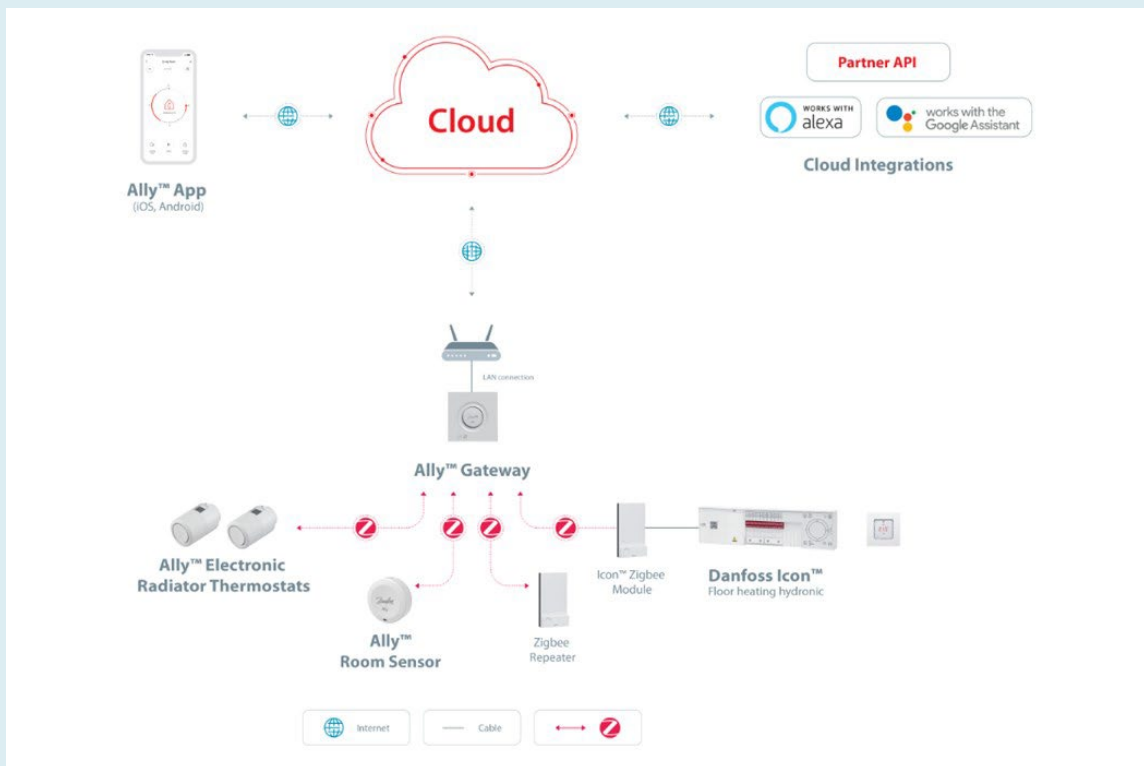 Partner API
WORKS WITH
alexa
works with the
Google Assistant
Cloud
Cloud Integrations
Ally™ App
(iOS, Android)
LAN connection
Ally™ Gateway
Ally™ Electronic
Radiator Thermostats
Icon™ Zigbee
Module
Danfoss Icon™
Floor heating hydronic
Danfoss
Ally™
Room Sensor
Zigbee
Repeater
Internet
Cable